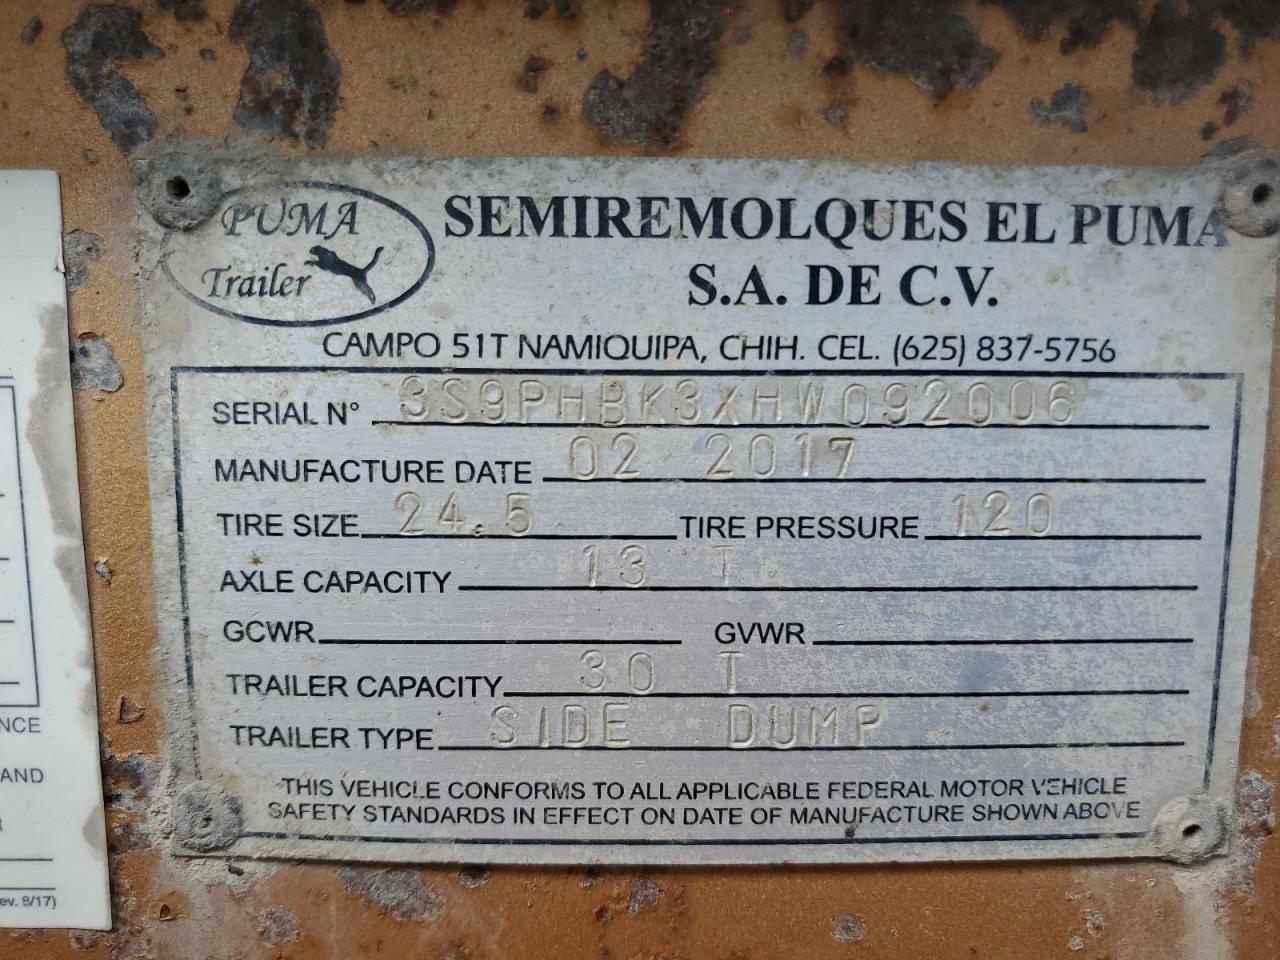 PUMA
Trailer
SEMIREMOLQUES EL PUMA
S.A. DE C.V.
CAMPO 51T NAMIQUIPA, CHIH. CEL. (625) 837-5756
SERIAL N° 3S9PHBK3XHW092006
MANUFACTURE DATE 02 2017
TIRE SIZE 24.5 TIRE PRESSURE 120
AXLE CAPACITY 13 T
GCWR GVWR
TRAILER CAPACITY 30 T
TRAILER TYPE SIDE DUMP
THIS VEHICLE CONFORMS TO ALL APPLICABLE FEDERAL MOTOR VEHICLE
SAFETY STANDARDS IN EFFECT ON DATE OF MANUFACTURE SHOWN ABOVE
NCE
AND
R
ev. 8/17)